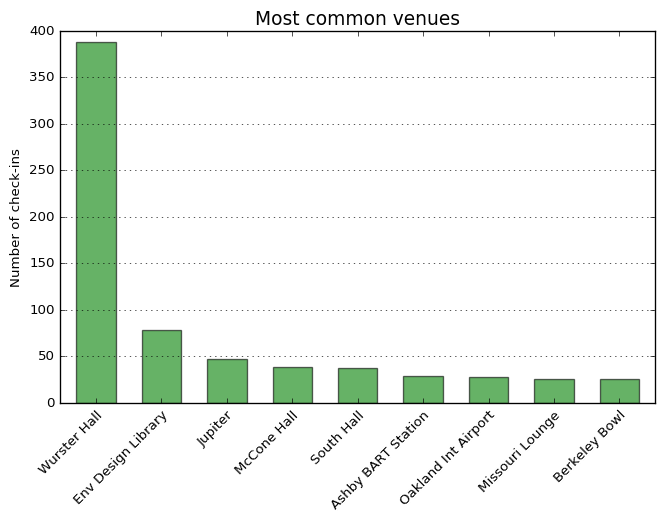 Most common venues
Number of check-ins
400
350
300
250
200
150
100
50
0
Wurster Hall
Env Design Library
Jupiter
McCone Hall
South Hall
Ashby BART Station
Oakland Int Airport
Missouri Lounge
Berkeley Bowl